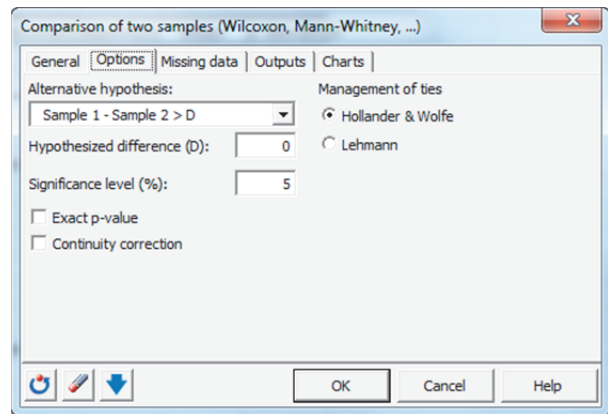 Comparison of two samples (Wilcoxon, Mann-Whitney, ...)
General Options Missing data Outputs Charts
Alternative hypothesis:
Sample 1 - Sample 2 > D
Hypothesized difference (D): 0
Significance level (%): 5
Exact p-value
Continuity correction
Management of ties
Hollander & Wolfe
Lehmann
OK Cancel Help